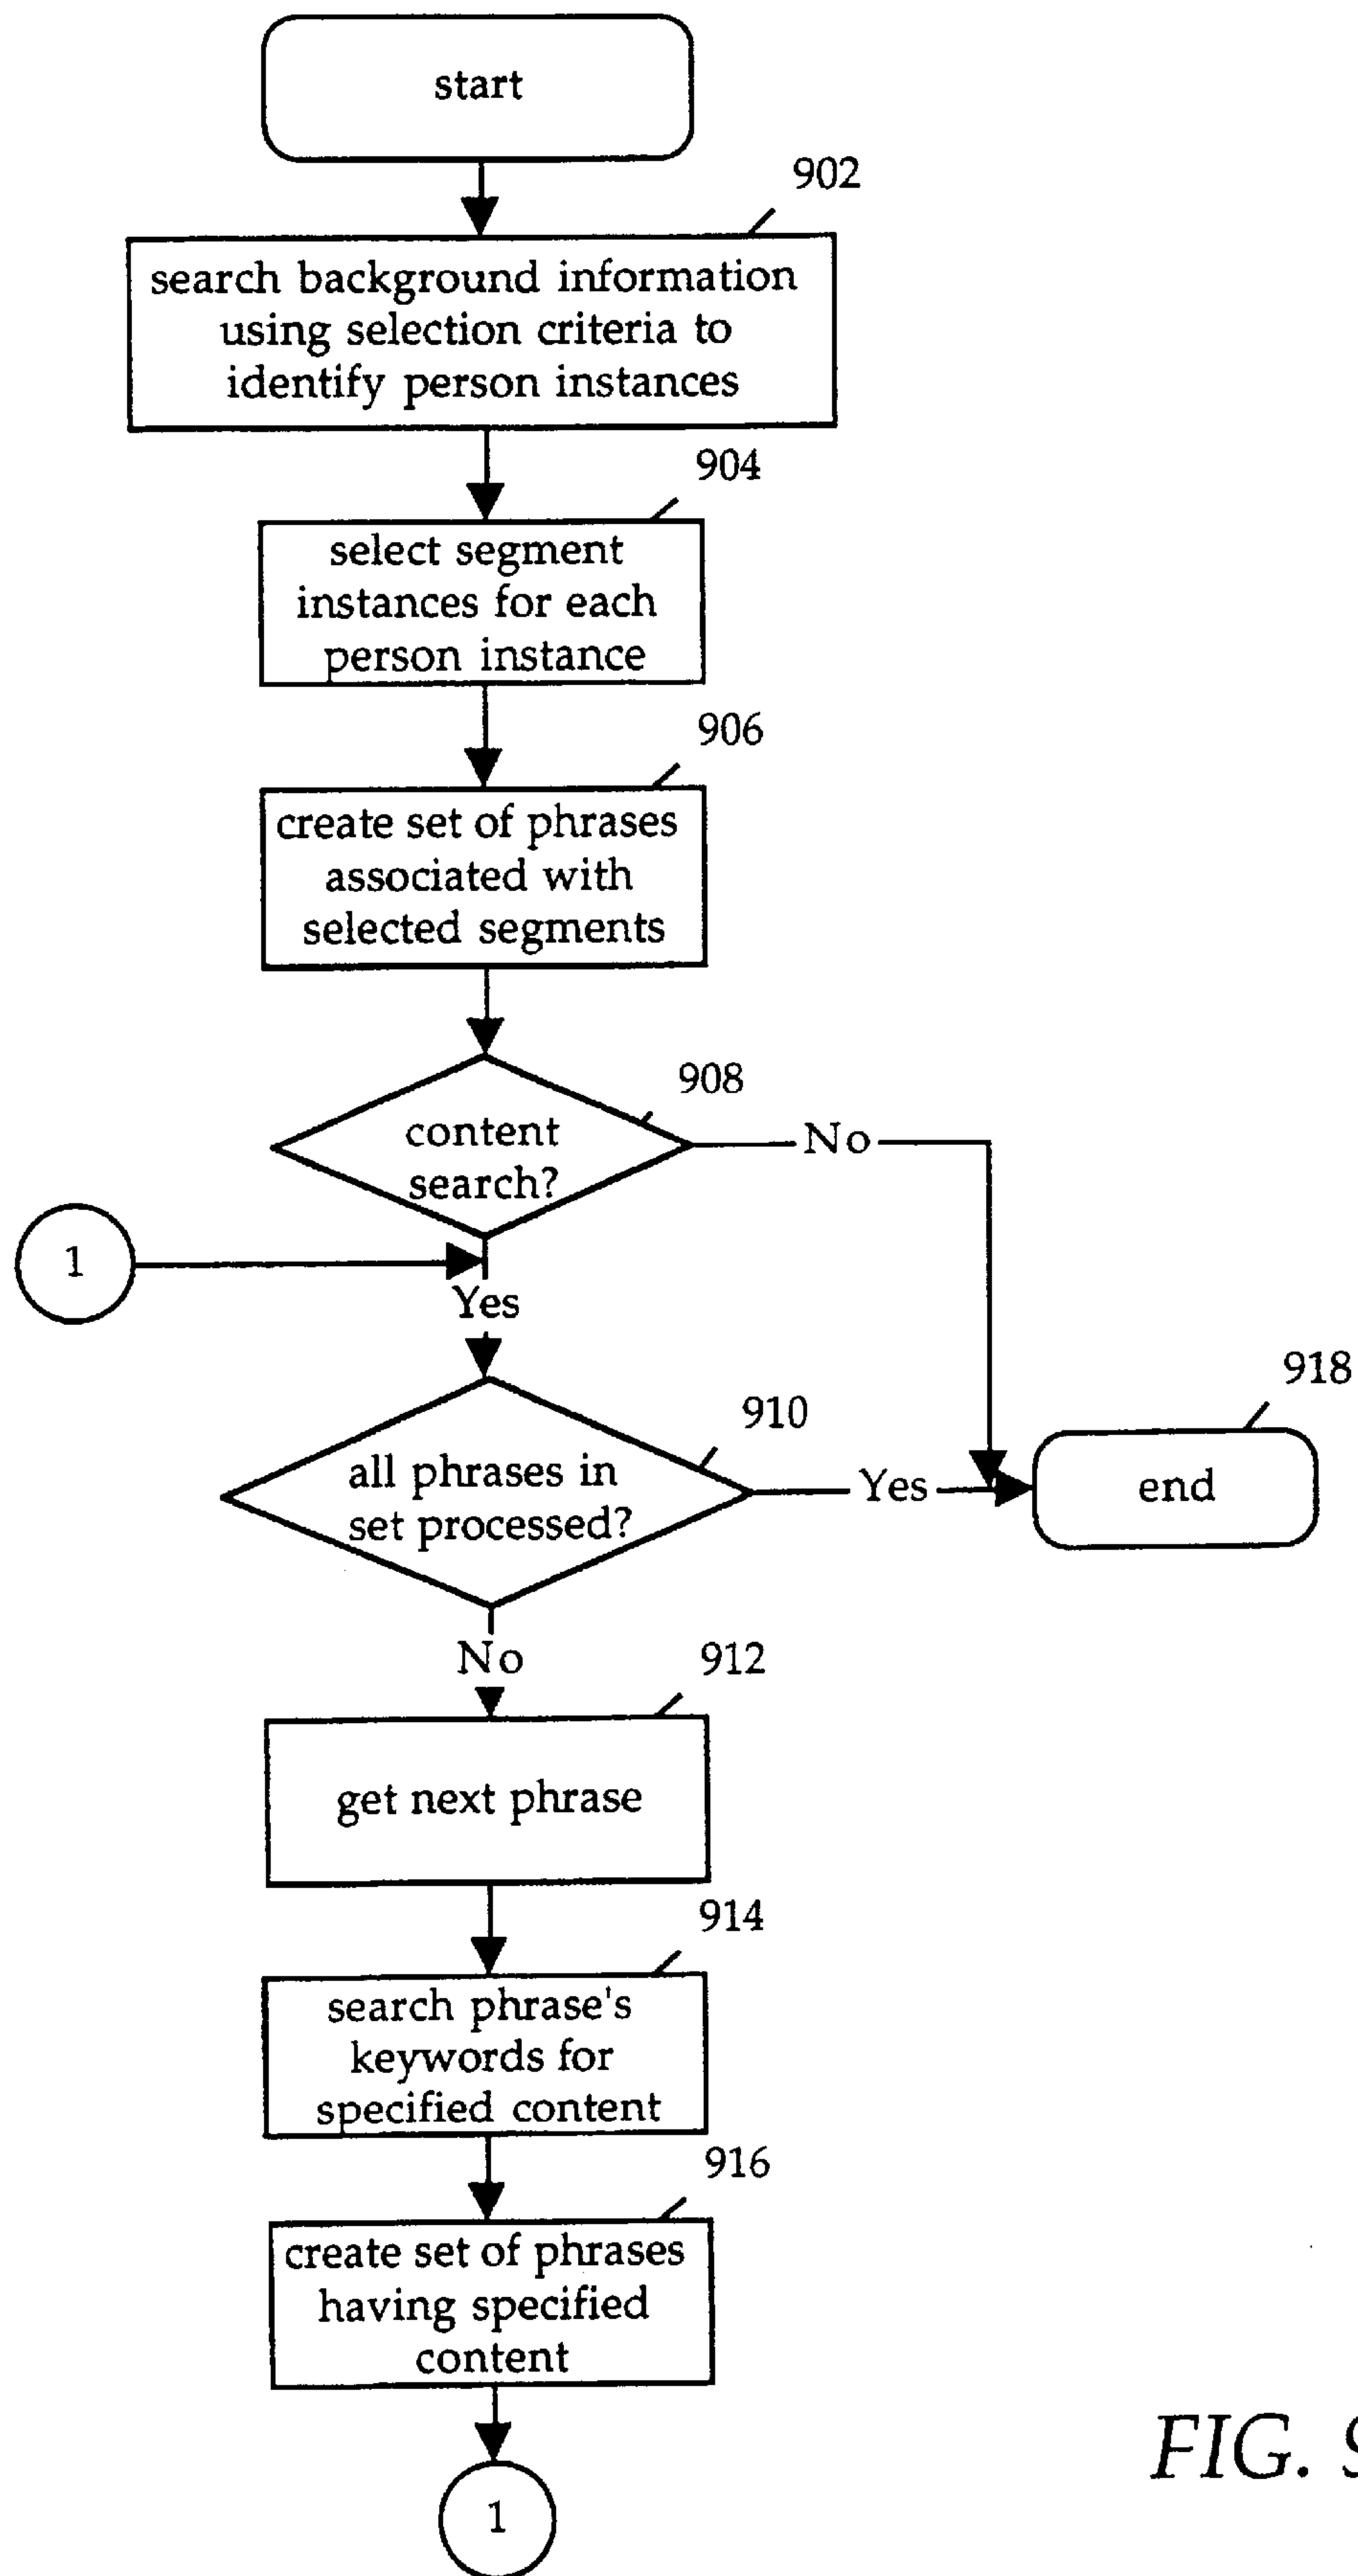 start
902
search background information
using selection criteria to
identify person instances
904
select segment
instances for each
person instance
906
create set of phrases
associated with
selected segments
908
content
search?
No
1
Yes
918
910
all phrases in
set processed?
Yes
end
No
912
get next phrase
914
search phrase's
keywords for
specified content
916
create set of phrases
having specified
content
FIG. 9
1